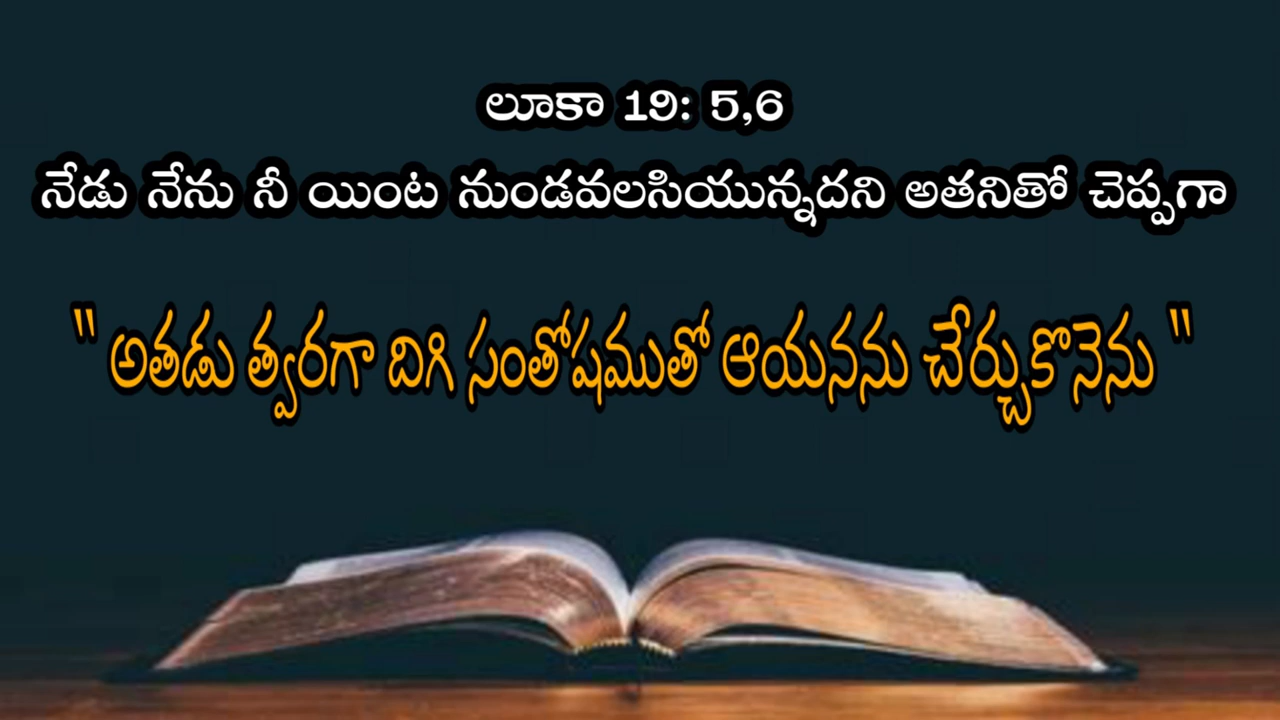 లూకా 19: 5,6
నేడు నేను నీ యింట నుండవలసియున్నదని అతనితో చెప్పగా
" అతడు త్వరగా దిగి సంతోషముతో ఆయనను చేర్చుకొనెను "